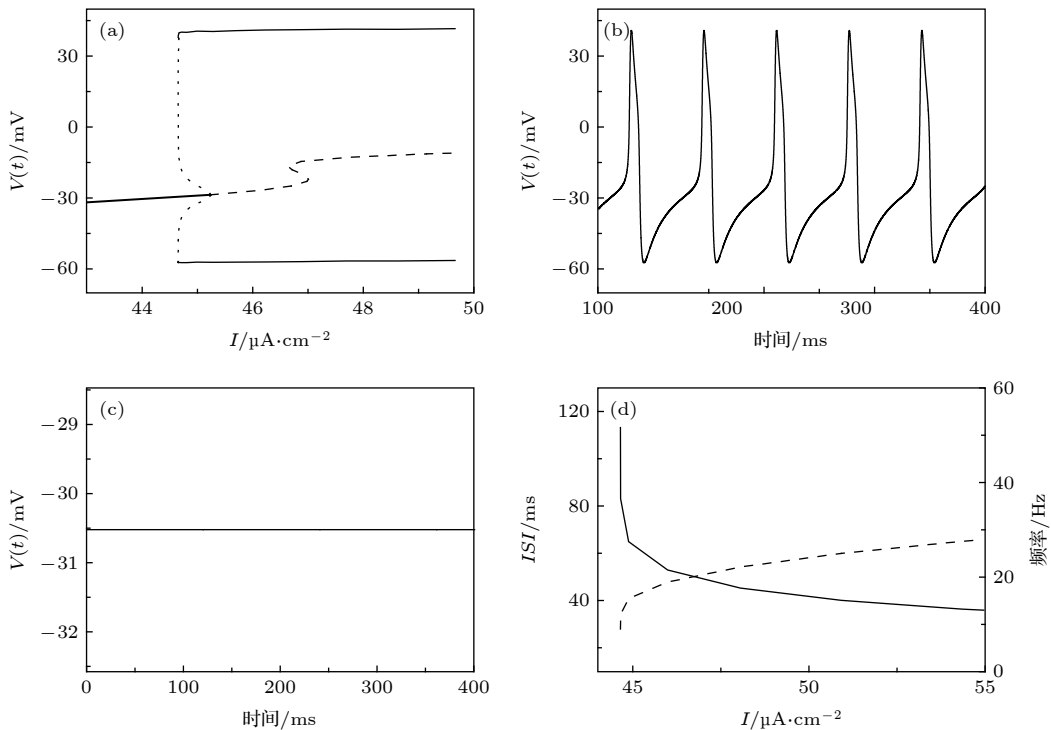 (a)
30
0
−30
−60
V(t)/mV
44
46
48
50
I/µA·cm−2
(b)
30
0
−30
−60
V(t)/mV
100
200
300
400
时间/ms
(c)
−29
−30
−31
−32
V(t)/mV
0
100
200
300
400
时间/ms
(d)
120
80
40
ISI/ms
60
40
20
0
频率/Hz
45
50
55
I/µA·cm−2